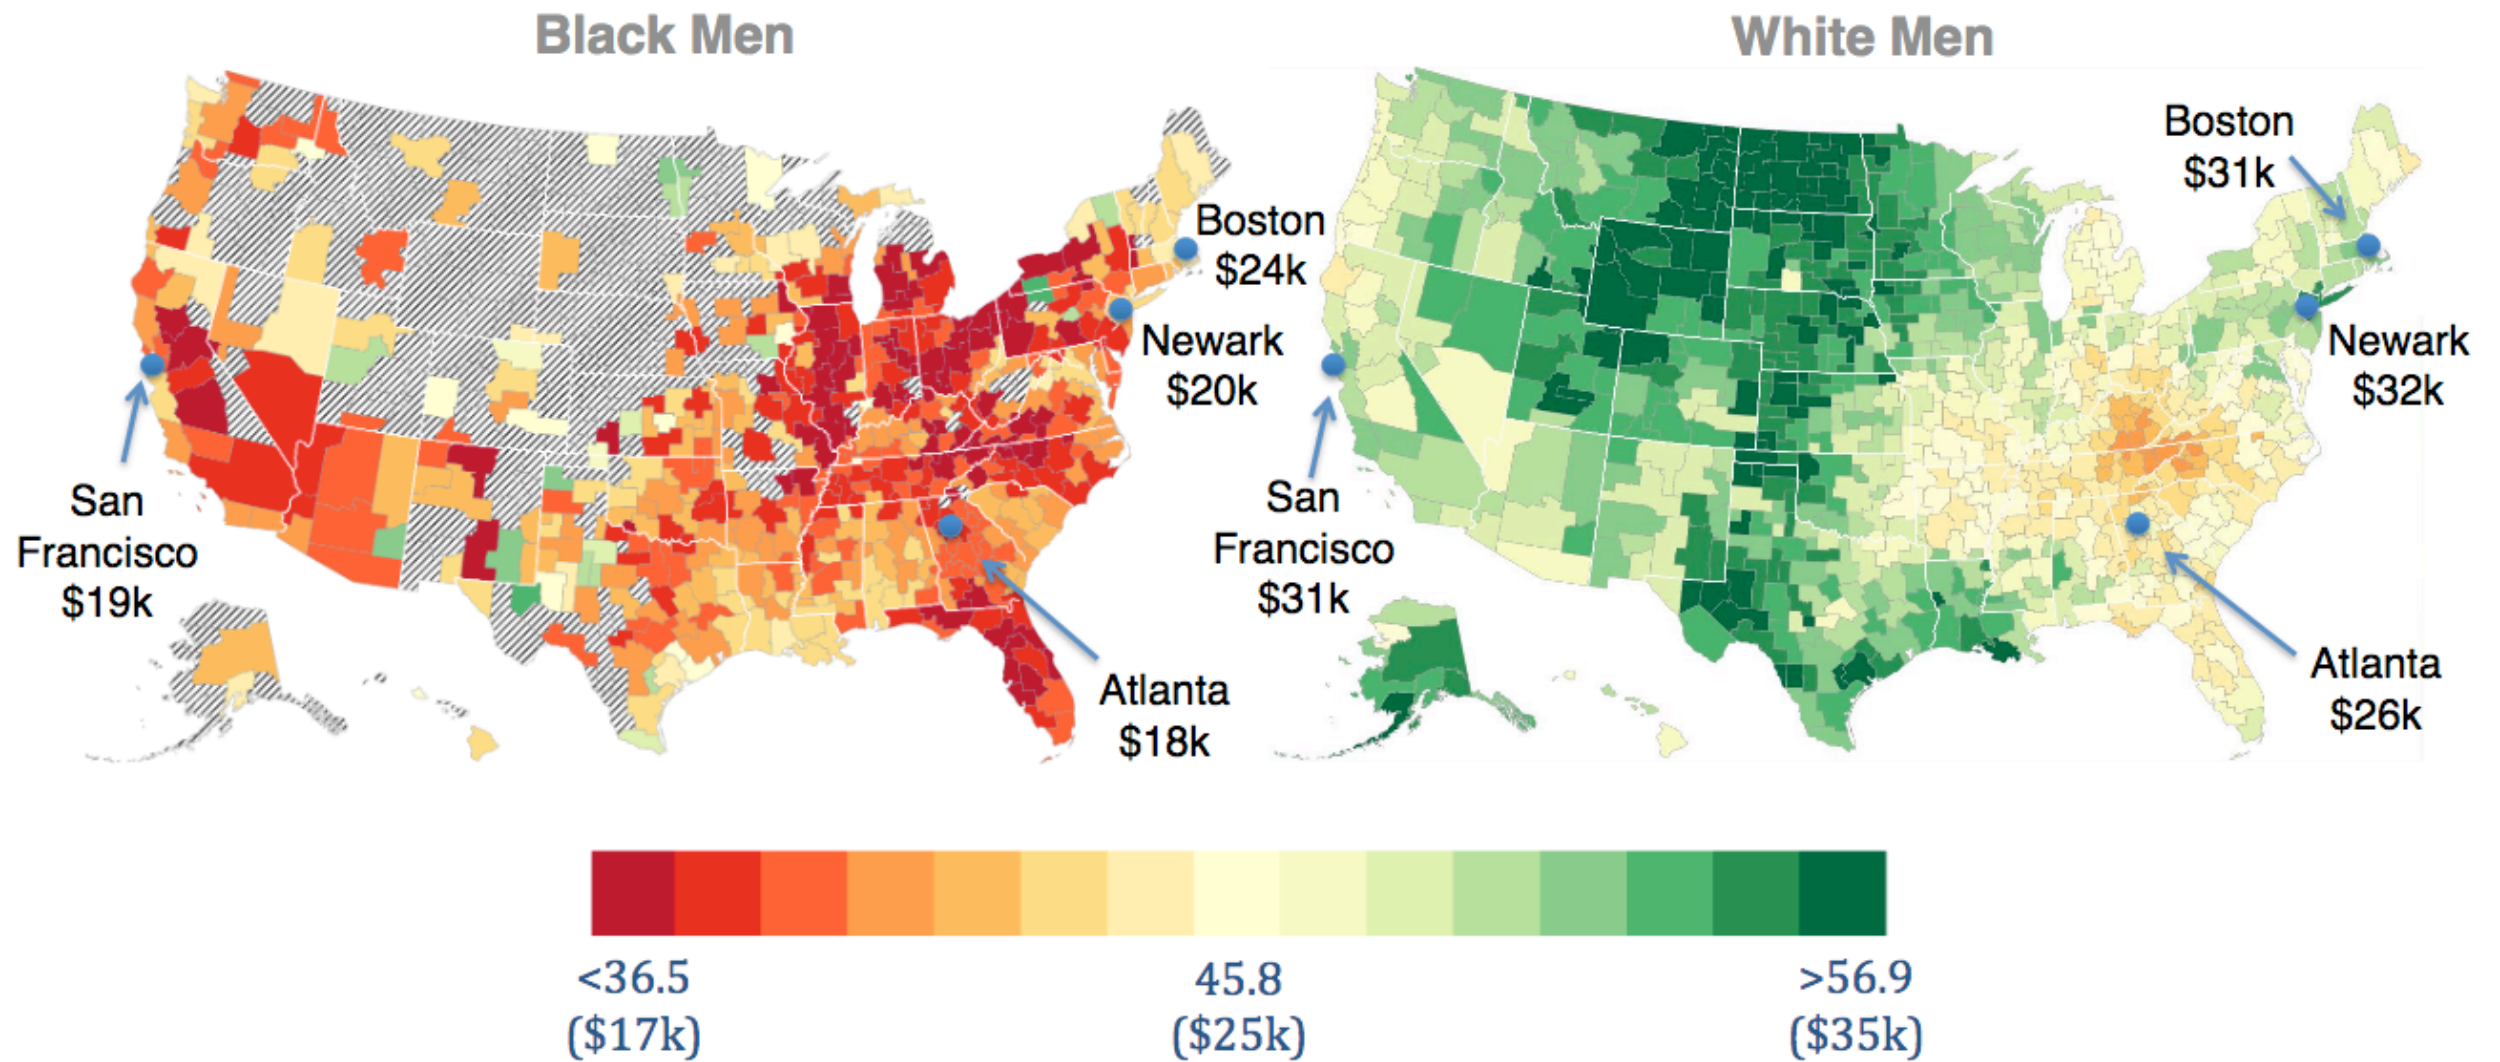 Black Men
Boston
$24k
Newark
$20k
San
Francisco
$19k
Atlanta
$18k
White Men
Boston
$31k
Newark
$32k
San
Francisco
$31k
Atlanta
$26k
<36.5
($17k)
45.8
($25k)
>56.9
($35k)